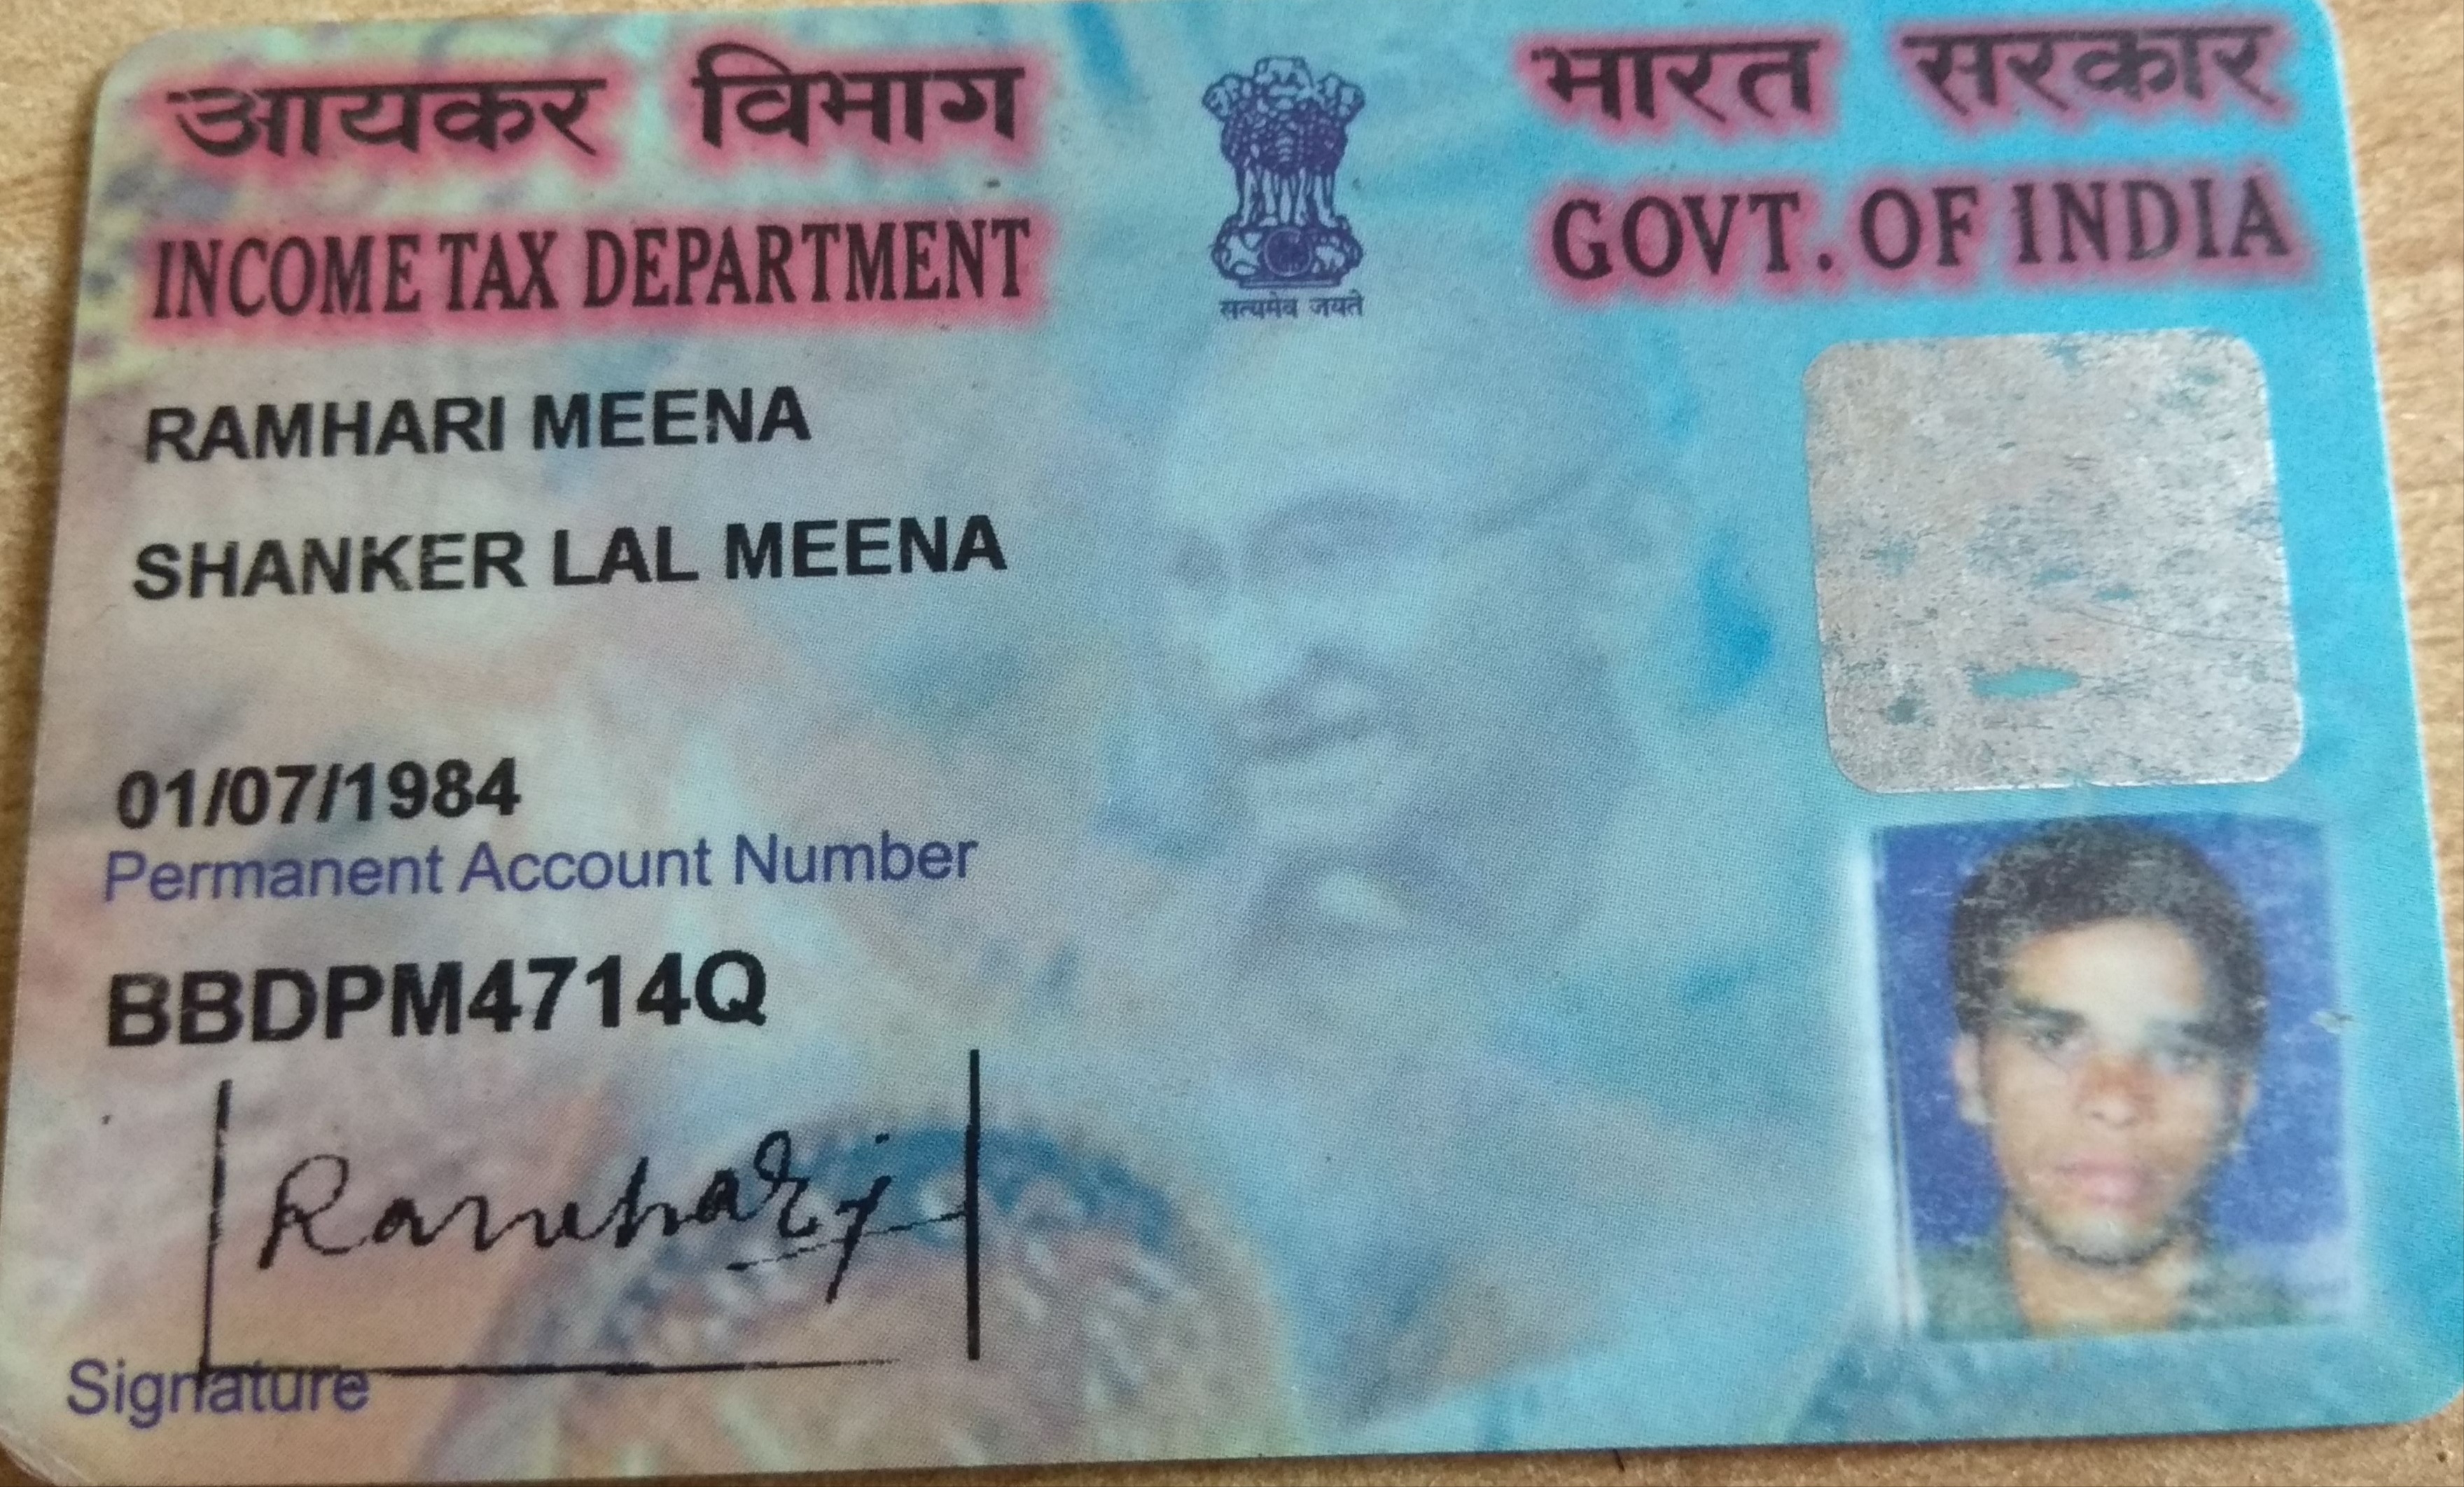 आयकर विभाग
INCOME TAX DEPARTMENT
सत्यमेव जयते
भारत सरकार
GOVT. OF INDIA
RAMHARI MEENA
SHANKER LAL MEENA
01/07/1984
Permanent Account Number
BBDPM4714Q
Ramhari
Signature